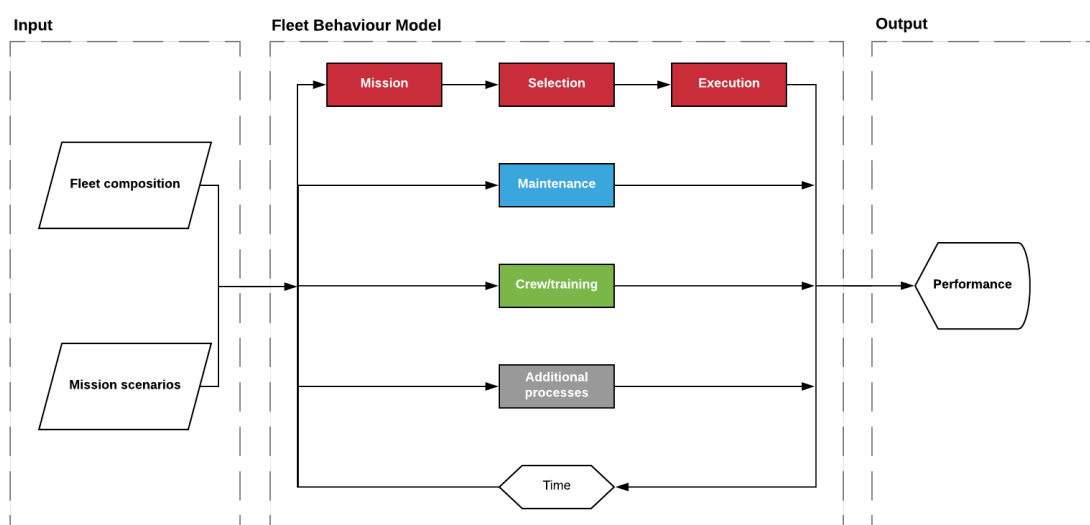 Input
Fleet Behaviour Model
Output
Mission
Selection
Execution
Fleet composition
Maintenance
Crew/training
Performance
Mission scenarios
Additional
processes
Time